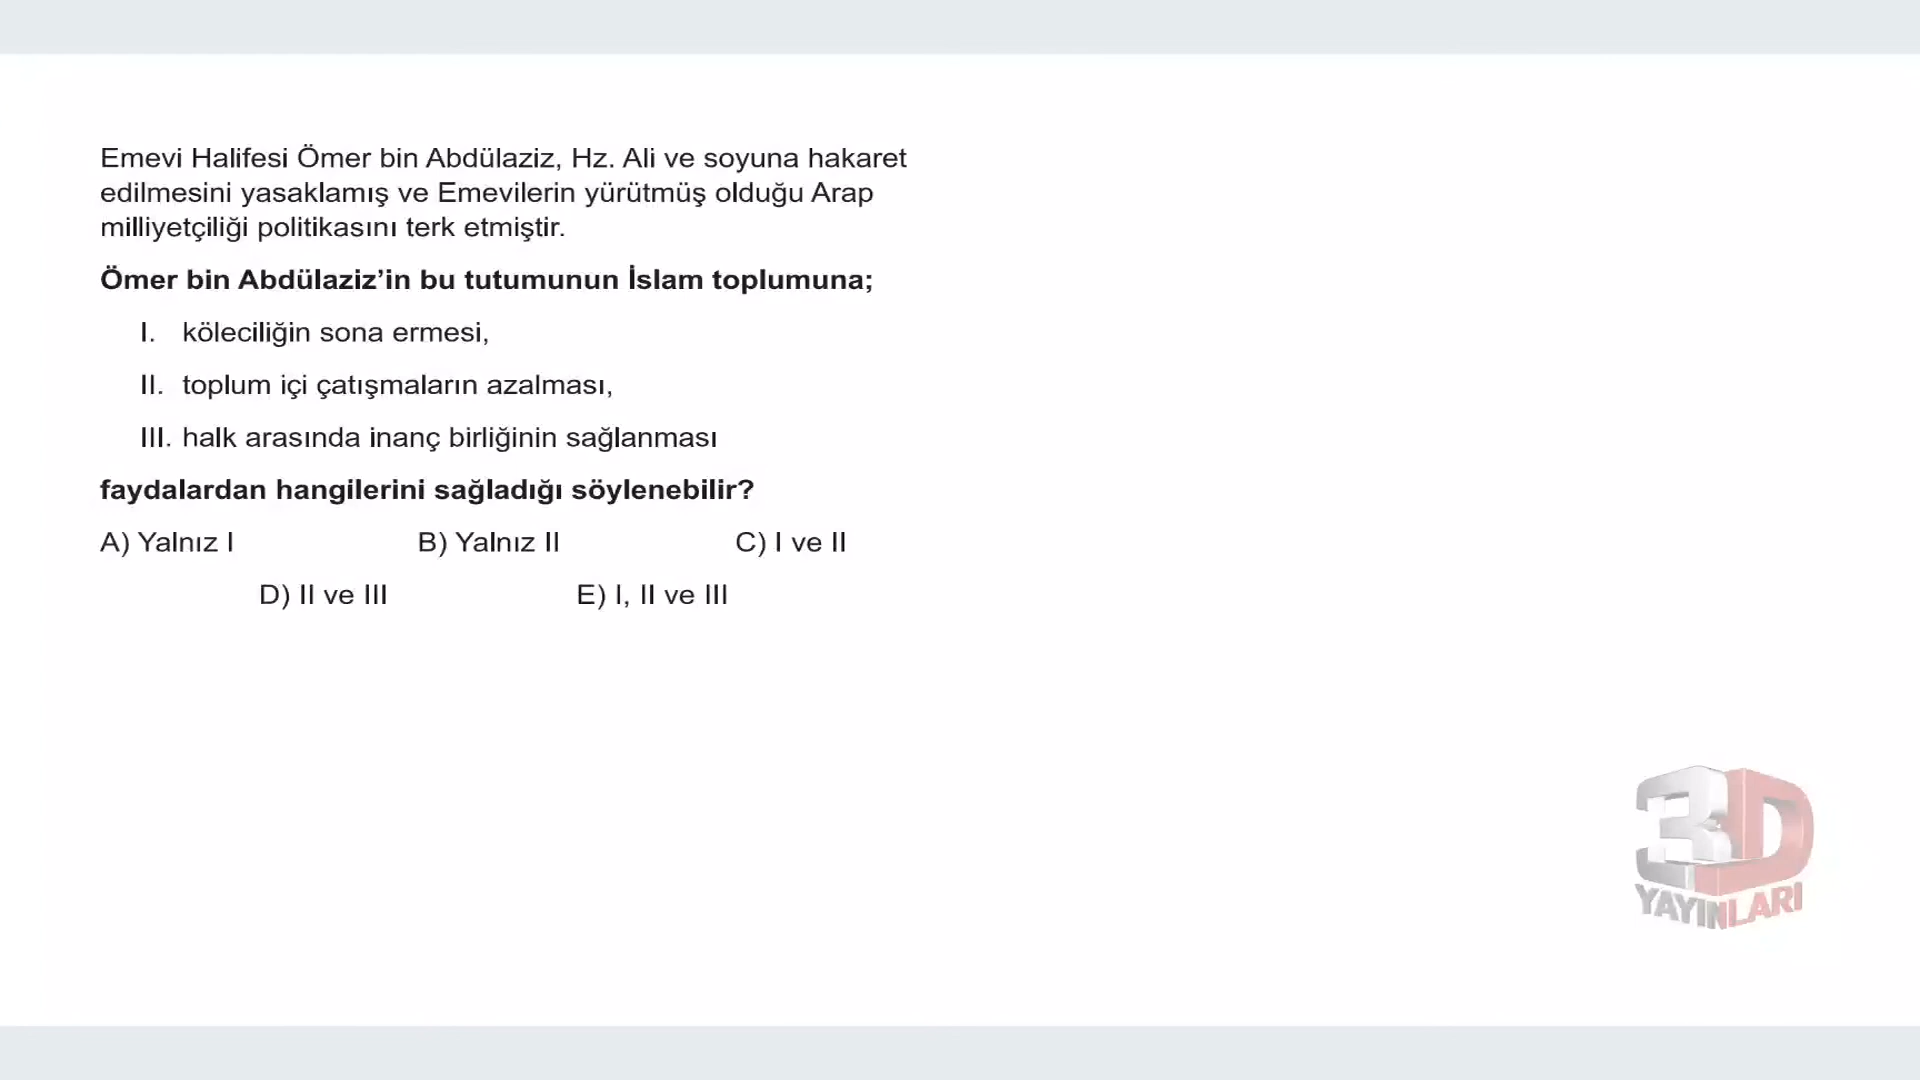 Emevi Halifesi Ömer bin Abdülaziz, Hz. Ali ve soyuna hakaret
edilmesini yasaklamış ve Emevilerin yürütmüş olduğu Arap
milliyetçiliği politikasını terk etmiştir.
Ömer bin Abdülaziz’in bu tutumunun İslam toplumuna;
I. köleciliğin sona ermesi,
II. toplum içi çatışmaların azalması,
III. halk arasında inanç birliğinin sağlanması
faydalardan hangilerini sağladığı söylenebilir?
A) Yalnız I B) Yalnız II C) I ve II
D) II ve III E) I, II ve III
3D
YAYINLARI